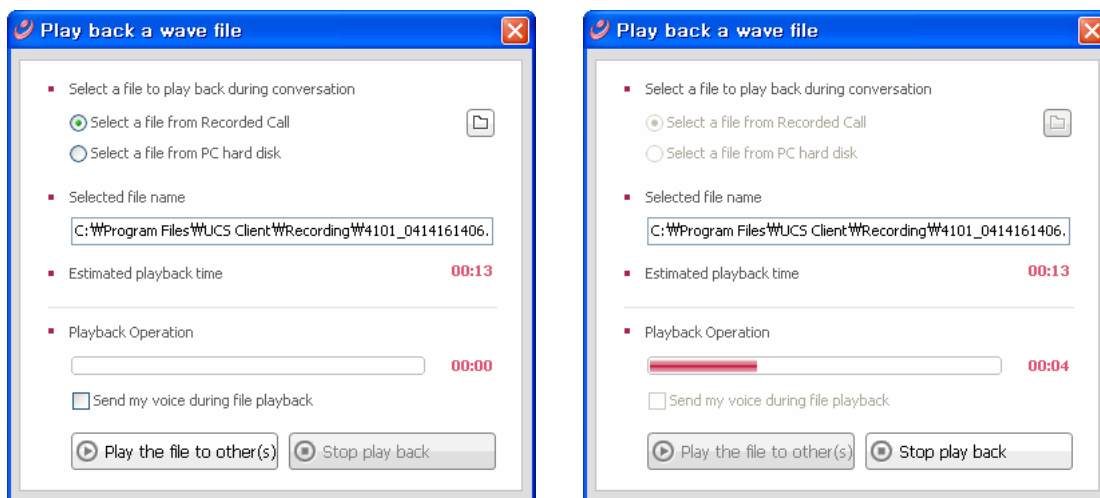 Play back a wave file
Select a file to play back during conversation
Select a file from Recorded Call
Select a file from PC hard disk
Selected file name
C:₩Program Files₩UCS Client₩Recording₩4101_0414161406.
Estimated playback time 00:13
Playback Operation
00:00
Send my voice during file playback
Play the file to other(s) Stop play back
Play back a wave file
Select a file to play back during conversation
Select a file from Recorded Call
Select a file from PC hard disk
Selected file name
C:₩Program Files₩UCS Client₩Recording₩4101_0414161406.
Estimated playback time 00:13
Playback Operation
00:04
Send my voice during file playback
Play the file to other(s) Stop play back